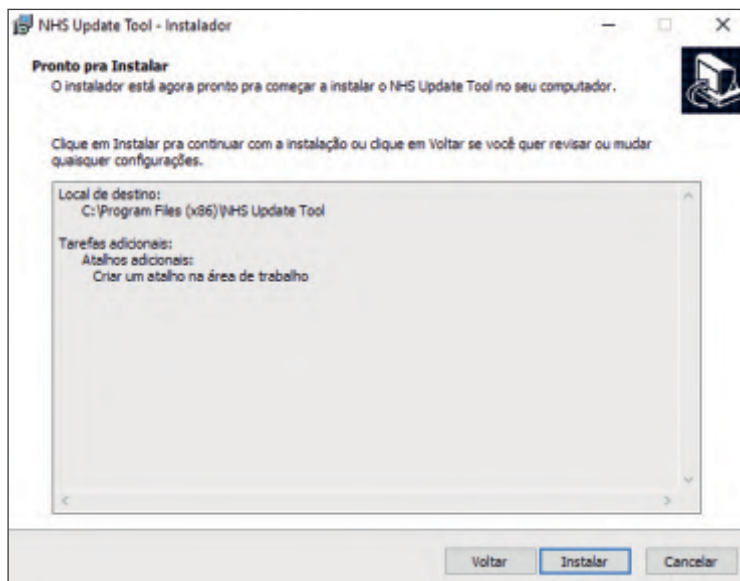 NHS Update Tool - Instalador
Pronto pra Instalar
O instalador está agora pronto pra começar a instalar o NHS Update Tool no seu computador.
Clique em Instalar pra continuar com a instalação ou clique em Voltar se você quer revisar ou mudar
quaisquer configurações.
Local de destino:
C:\Program Files (x86)\NHS Update Tool
Tarefas adicionais:
Atalhos adicionais:
Criar um atalho na área de trabalho
Voltar
Instalar
Cancelar